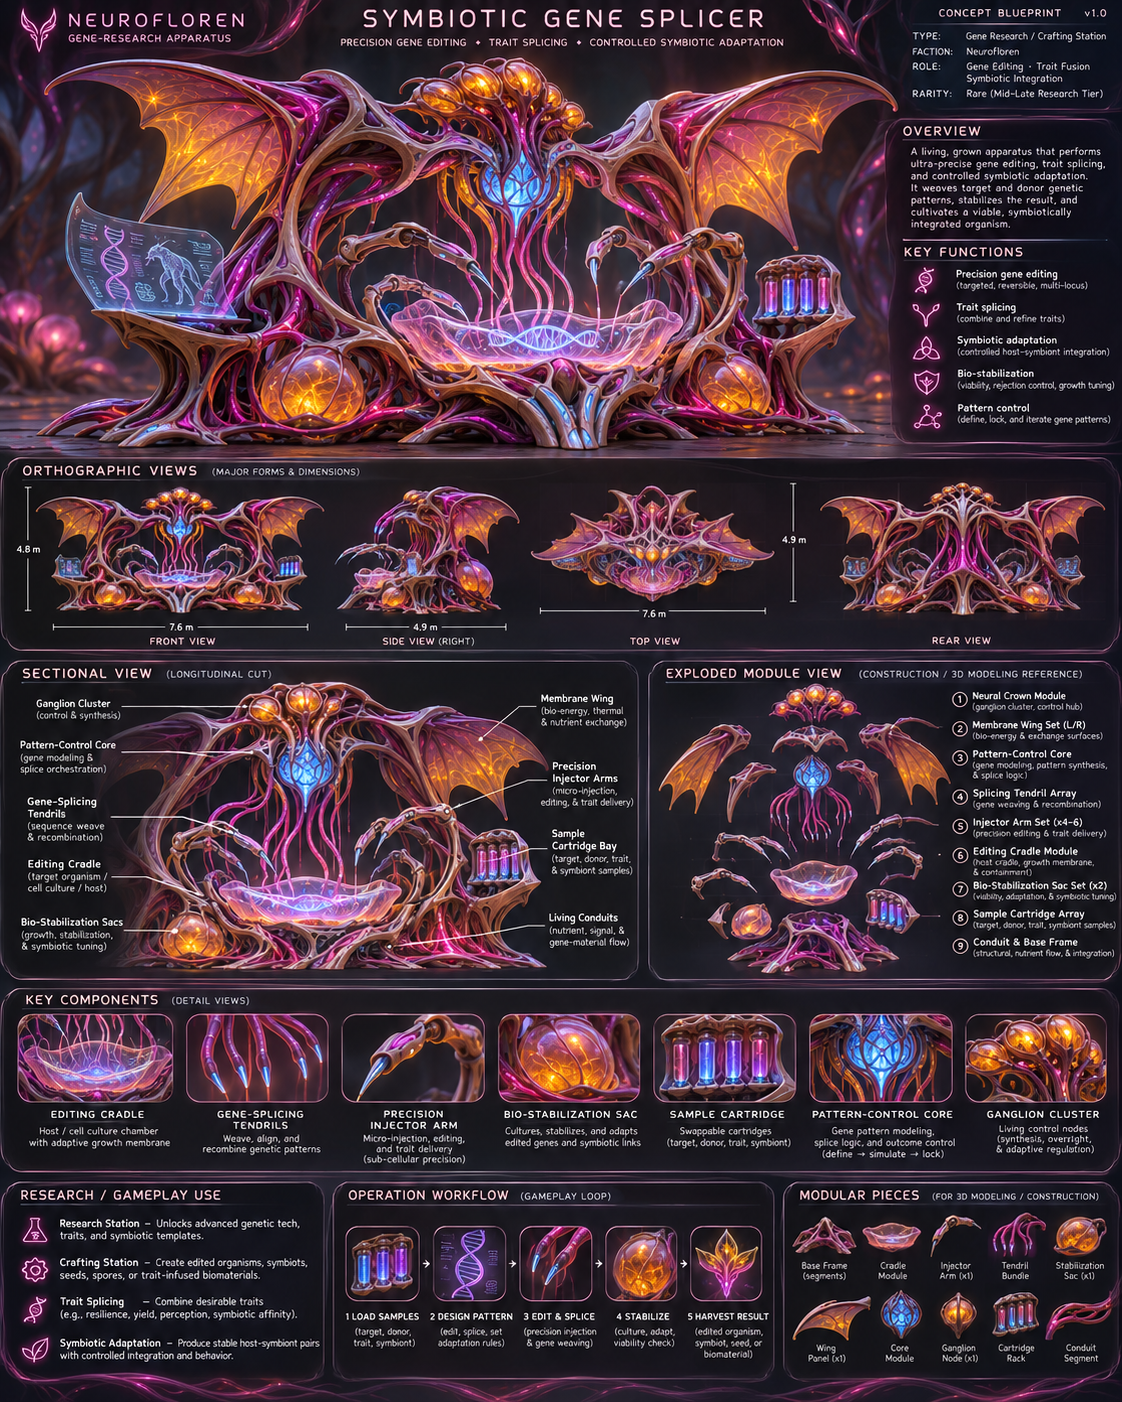 NEUROFLOREN
GENE-RESEARCH APPARATUS
SYMBIOTIC GENE SPLICER
PRECISION GENE EDITING ✦ TRAIT SPLICING ✦ CONTROLLED SYMBIOTIC ADAPTATION
CONCEPT BLUEPRINT v1.0
TYPE: Gene Research / Crafting Station
FACTION: Neurofloren
ROLE: Gene Editing · Trait Fusion
Symbiotic Integration
RARITY: Rare (Mid-Late Research Tier)
OVERVIEW
A living, grown apparatus that performs
ultra-precise gene editing, trait splicing,
and controlled symbiotic adaptation.
It weaves target and donor genetic
patterns, stabilizes the result, and
cultivates a viable, symbiotically
integrated organism.
KEY FUNCTIONS
Precision gene editing
(targeted, reversible, multi-locus)
Trait splicing
(combine and refine traits)
Symbiotic adaptation
(controlled host-symbiont integration)
Bio-stabilization
(viability, rejection control, growth tuning)
Pattern control
(define, lock, and iterate gene patterns)
ORTHOGRAPHIC VIEWS (MAJOR FORMS & DIMENSIONS)
4.8 m
7.6 m
FRONT VIEW
4.9 m
SIDE VIEW (RIGHT)
7.6 m
TOP VIEW
4.9 m
REAR VIEW
SECTIONAL VIEW (LONGITUDINAL CUT)
Ganglion Cluster
(control & synthesis)
Pattern-Control Core
(gene modeling &
splice orchestration)
Gene-Splicing
Tendrils
(sequence weave
& recombination)
Editing Cradle
(target organism /
cell culture / host)
Bio-Stabilization Sacs
(growth, stabilization,
& symbiotic tuning)
Membrane Wing
(bio-energy, thermal
& nutrient exchange)
Precision
Injector Arms
(micro-injection,
editing, & trait delivery)
Sample
Cartridge Bay
(target, donor, trait,
& symbiont samples)
Living Conduits
(nutrient, signal, &
gene-material flow)
EXPLODED MODULE VIEW (CONSTRUCTION / 3D MODELING REFERENCE)
1 Neural Crown Module
(ganglion cluster, control hub)
2 Membrane Wing Set (L/R)
(bio-energy & exchange surfaces)
3 Pattern-Control Core
(gene modeling, pattern synthesis,
& splice logic)
4 Splicing Tendril Array
(gene weaving & recombination)
5 Injector Arm Set (x4-6)
(precision editing & trait delivery)
6 Editing Cradle Module
(host cradle, growth membrane,
& containment)
7 Bio-Stabilization Sac Set (x2)
(viability, adaptation, & symbiotic tuning)
8 Sample Cartridge Array
(target, donor, trait, symbiont samples)
9 Conduit & Base Frame
(structural, nutrient flow, & integration)
KEY COMPONENTS (DETAIL VIEWS)
EDITING CRADLE
Host / cell culture chamber
with adaptive growth membrane
GENE-SPLICING
TENDRILS
Weave, align, and
recombine genetic patterns
PRECISION
INJECTOR ARM
Micro-injection, editing,
and trait delivery
(sub-cellular precision)
BIO-STABILIZATION SAC
Cultures, stabilizes, and adapts
edited genes and symbiotic links
SAMPLE CARTRIDGE
Swappable cartridges
(target, donor, trait, symbiont)
PATTERN-CONTROL CORE
Gene pattern modeling,
splice logic, and outcome control
(define → simulate → lock)
GANGLION CLUSTER
Living control nodes
(synthesis, oversight,
& adaptive regulation)
RESEARCH / GAMEPLAY USE
Research Station – Unlocks advanced genetic tech,
traits, and symbiotic templates.
Crafting Station – Create edited organisms, symbiots,
seeds, spores, or trait-infused biomaterials.
Trait Splicing – Combine desirable traits
(e.g., resilience, yield, perception, symbiotic affinity).
Symbiotic Adaptation – Produce stable host-symbiont pairs
with controlled integration and behavior.
OPERATION WORKFLOW (GAMEPLAY LOOP)
1 LOAD SAMPLES
(target, donor,
trait, symbiont)
2 DESIGN PATTERN
(edit, splice, set
adaptation rules)
3 EDIT & SPLICE
(precision injection
& gene weaving)
4 STABILIZE
(culture, adapt,
viability check)
5 HARVEST RESULT
(edited organism,
symbiot, seed, or
biomaterial)
MODULAR PIECES (FOR 3D MODELING / CONSTRUCTION)
Base Frame
(segments)
Cradle
Module
Injector
Arm (x1)
Tendril
Bundle
Stabilization
Sac (x1)
Wing
Panel (x1)
Core
Module
Ganglion
Node (x1)
Cartridge
Rack
Conduit
Segment